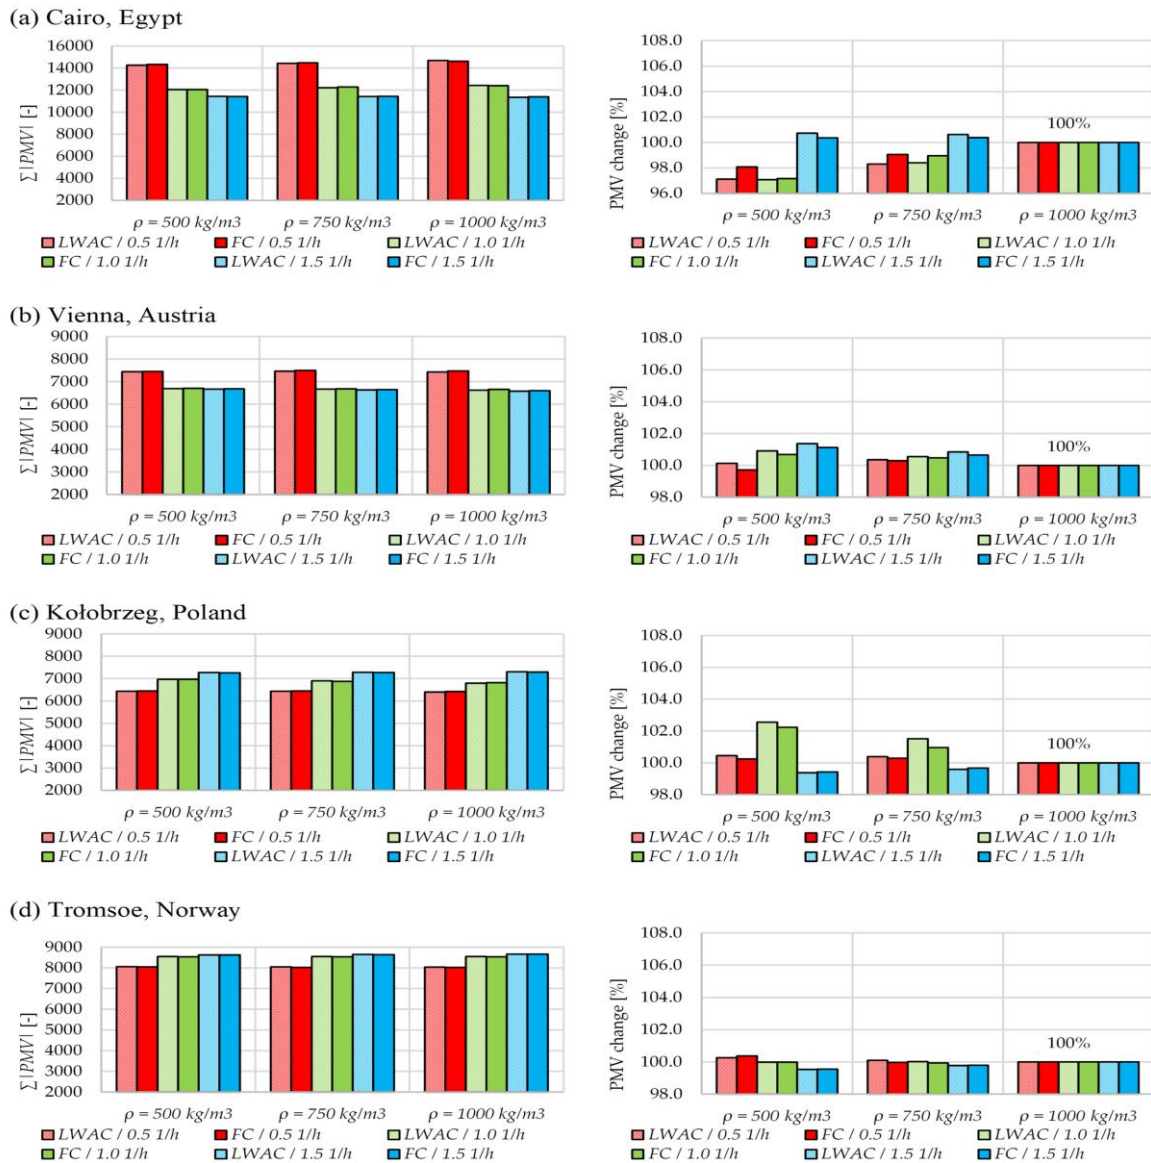 (a) Cairo, Egypt
16000
14000
12000
10000
8000
6000
4000
2000
∑|PMV| [-]
ρ = 500 kg/m3 ρ = 750 kg/m3 ρ = 1000 kg/m3
LWAC / 0.5 1/h FC / 0.5 1/h LWAC / 1.0 1/h
FC / 1.0 1/h LWAC / 1.5 1/h FC / 1.5 1/h
108.0
106.0
104.0
102.0
100.0
98.0
96.0
PMV change [%]
100%
ρ = 500 kg/m3 ρ = 750 kg/m3 ρ = 1000 kg/m3
LWAC / 0.5 1/h FC / 0.5 1/h LWAC / 1.0 1/h
FC / 1.0 1/h LWAC / 1.5 1/h FC / 1.5 1/h
(b) Vienna, Austria
9000
8000
7000
6000
5000
4000
3000
2000
∑|PMV| [-]
ρ = 500 kg/m3 ρ = 750 kg/m3 ρ = 1000 kg/m3
LWAC / 0.5 1/h FC / 0.5 1/h LWAC / 1.0 1/h
FC / 1.0 1/h LWAC / 1.5 1/h FC / 1.5 1/h
108.0
106.0
104.0
102.0
100.0
98.0
PMV change [%]
100%
ρ = 500 kg/m3 ρ = 750 kg/m3 ρ = 1000 kg/m3
LWAC / 0.5 1/h FC / 0.5 1/h LWAC / 1.0 1/h
FC / 1.0 1/h LWAC / 1.5 1/h FC / 1.5 1/h
(c) Kołobrzeg, Poland
9000
8000
7000
6000
5000
4000
3000
2000
∑|PMV| [-]
ρ = 500 kg/m3 ρ = 750 kg/m3 ρ = 1000 kg/m3
LWAC / 0.5 1/h FC / 0.5 1/h LWAC / 1.0 1/h
FC / 1.0 1/h LWAC / 1.5 1/h FC / 1.5 1/h
108.0
106.0
104.0
102.0
100.0
98.0
PMV change [%]
100%
ρ = 500 kg/m3 ρ = 750 kg/m3 ρ = 1000 kg/m3
LWAC / 0.5 1/h FC / 0.5 1/h LWAC / 1.0 1/h
FC / 1.0 1/h LWAC / 1.5 1/h FC / 1.5 1/h
(d) Tromsoe, Norway
9000
8000
7000
6000
5000
4000
3000
2000
∑|PMV| [-]
ρ = 500 kg/m3 ρ = 750 kg/m3 ρ = 1000 kg/m3
LWAC / 0.5 1/h FC / 0.5 1/h LWAC / 1.0 1/h
FC / 1.0 1/h LWAC / 1.5 1/h FC / 1.5 1/h
108.0
106.0
104.0
102.0
100.0
98.0
PMV change [%]
100%
ρ = 500 kg/m3 ρ = 750 kg/m3 ρ = 1000 kg/m3
LWAC / 0.5 1/h FC / 0.5 1/h LWAC / 1.0 1/h
FC / 1.0 1/h LWAC / 1.5 1/h FC / 1.5 1/h